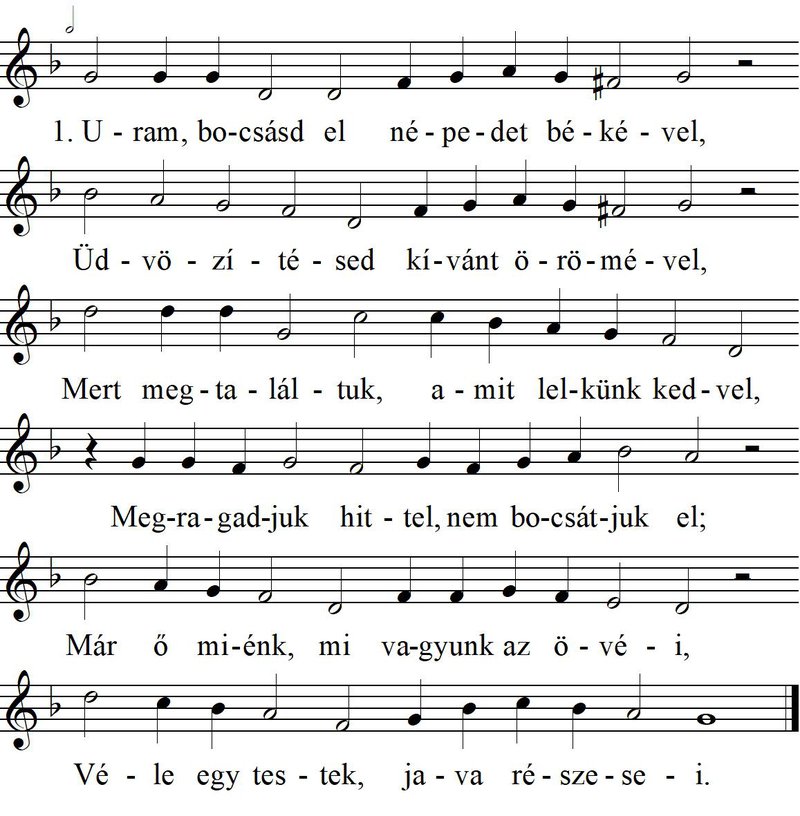 1. U - ram, bo-csásd el né - pe - det bé - ké - vel,
Üd - vö - zí - té - sed kí-vánt ö-rö-mé-vel,
Mert meg-ta-lál-tuk, a-mit lel-künk ked-vel,
Meg-ra-gad-juk hit-tel, nem bo-csát-juk el;
Már ő mi-énk, mi va-gyunk az ö-vé-i,
Vé - le egy tes - tek, ja - va ré - sze - se - i.